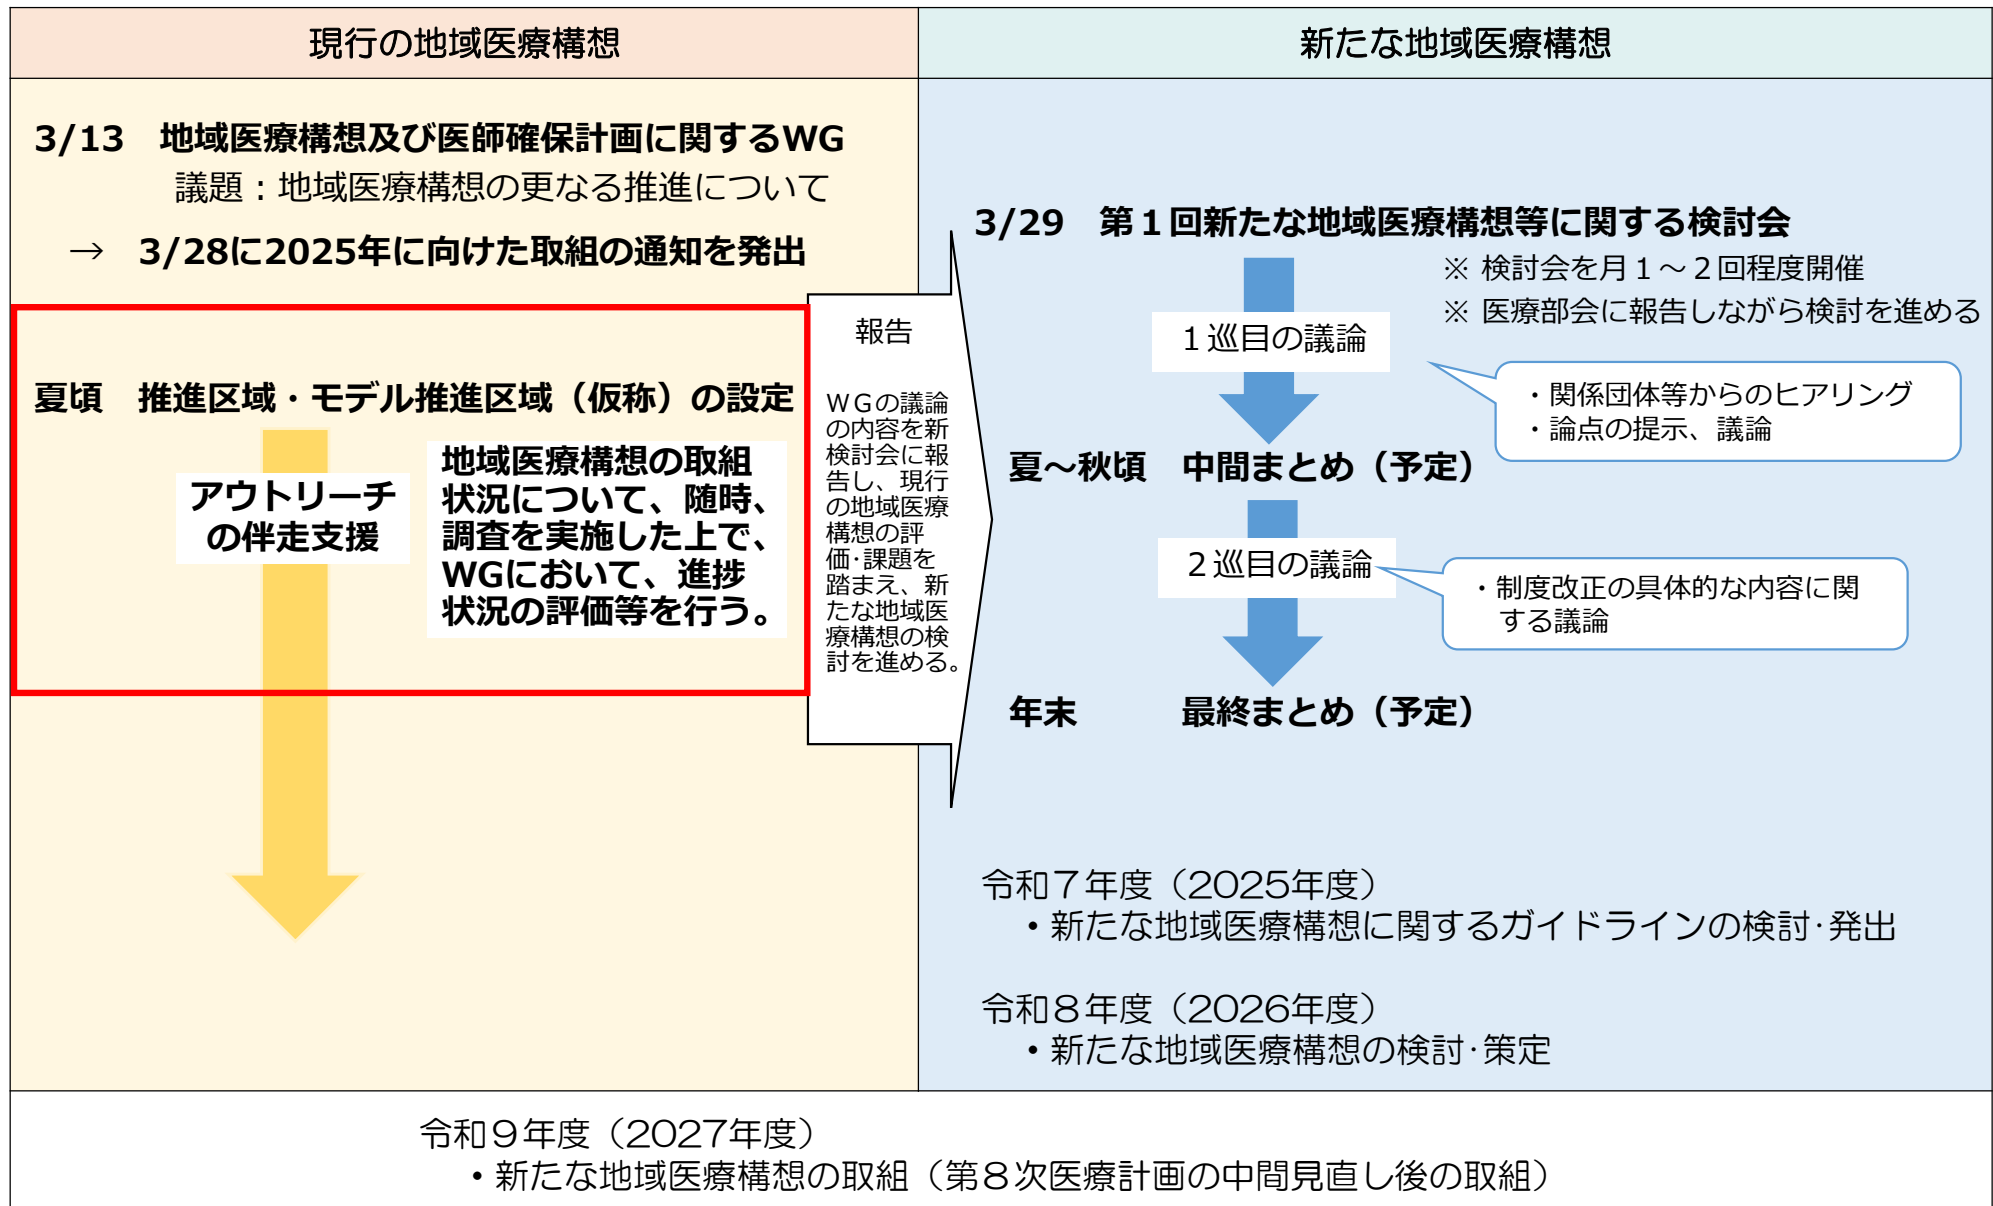 現行の地域医療構想
新たな地域医療構想
3/13　地域医療構想及び医師確保計画に関するWG
議題：地域医療構想の更なる推進について
→　3/28に2025年に向けた取組の通知を発出
夏頃　推進区域・モデル推進区域（仮称）の設定
アウトリーチ
の伴走支援
地域医療構想の取組
状況について、随時、
調査を実施した上で、
WGにおいて、進捗
状況の評価等を行う。
報告
ＷＧの議論
の内容を新
検討会に報
告し、現行
の地域医療
構想の評
価・課題を
踏まえ、新
たな地域医
療構想の検
討を進める。
3/29　第１回新たな地域医療構想等に関する検討会
※ 検討会を月１～２回程度開催
※ 医療部会に報告しながら検討を進める
１巡目の議論
・関係団体等からのヒアリング
・論点の提示、議論
夏～秋頃　中間まとめ（予定）
２巡目の議論
・制度改正の具体的な内容に関
する議論
年末　最終まとめ（予定）
令和７年度（2025年度）
・新たな地域医療構想に関するガイドラインの検討・発出
令和８年度（2026年度）
・新たな地域医療構想の検討・策定
令和９年度（2027年度）
・新たな地域医療構想の取組（第８次医療計画の中間見直し後の取組）